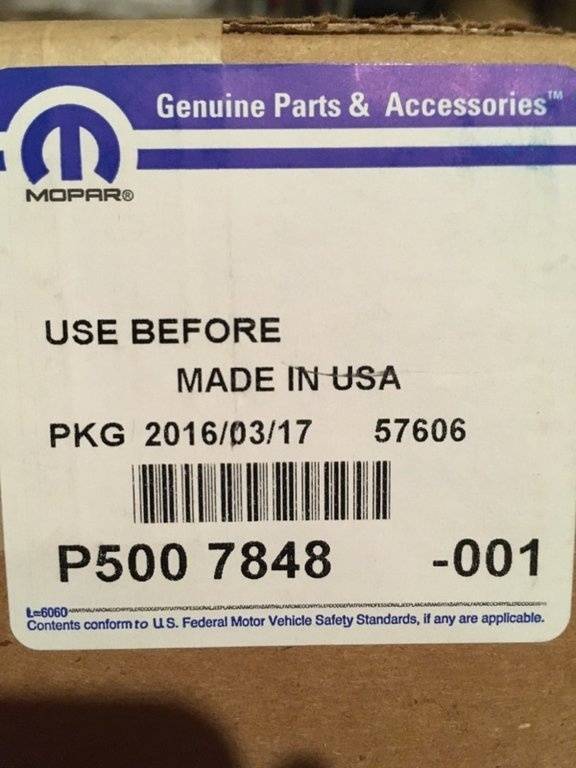 Genuine Parts & Accessories™
MOPAR®
USE BEFORE
MADE IN USA
PKG 2016/03/17 57606
P500 7848 -001
L=6060
Contents conform to U.S. Federal Motor Vehicle Safety Standards, if any are applicable.